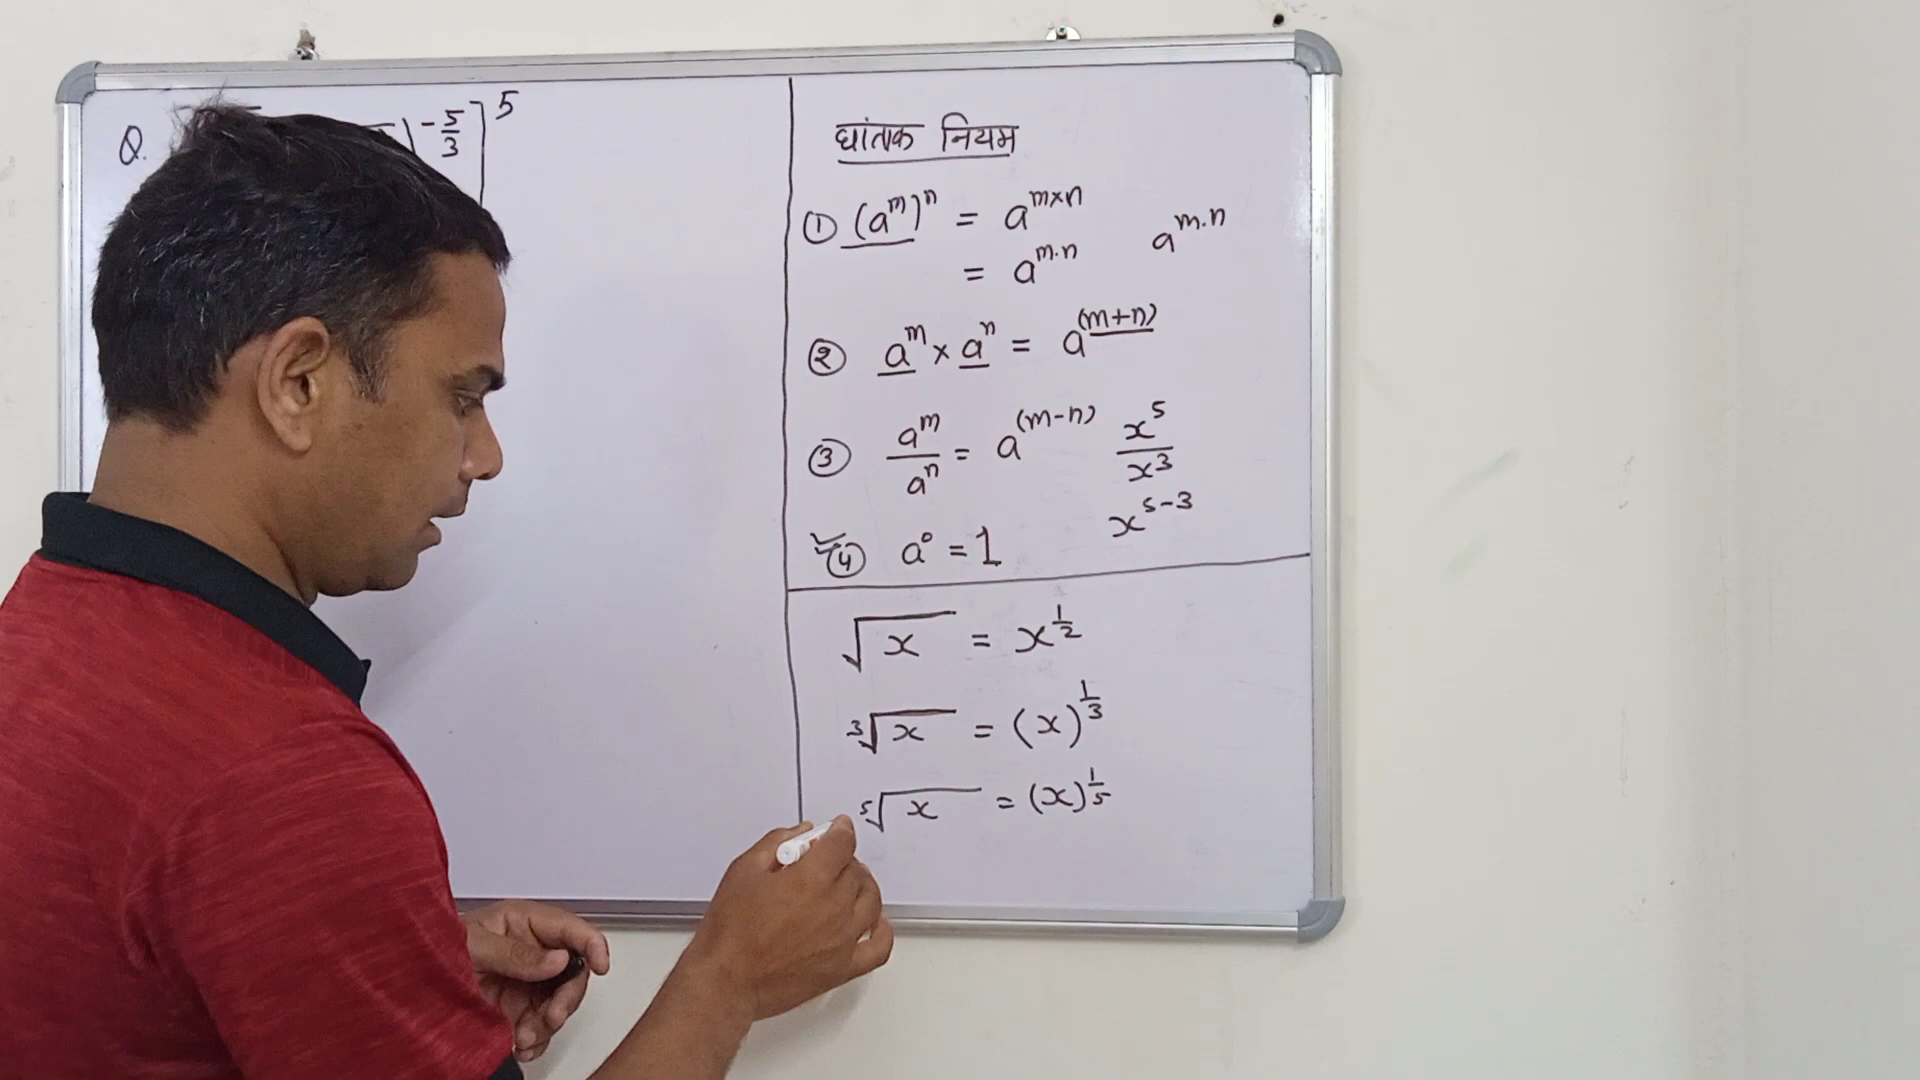 Q. )^{-5/3}]^5
घांताक नियम
① (a^m)^n = a^{m×n}
= a^{m.n} a^{m.n}
② a^m × a^n = a^{(m+n)}
③ a^m/a^n = a^{(m-n)} x^5/x^3
x^{5-3}
④ a^0 = 1
√x = x^{1/2}
³√x = (x)^{1/3}
⁵√x = (x)^{1/5}